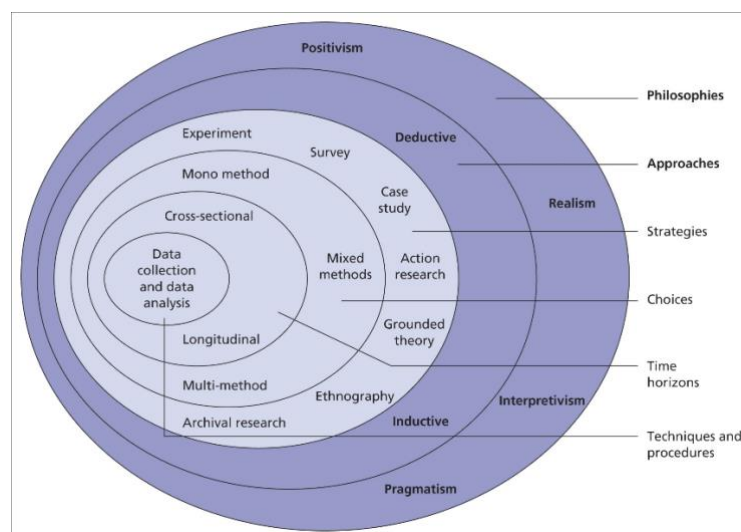 Positivism
Philosophies
Deductive
Experiment
Survey
Approaches
Mono method
Case
study
Realism
Cross-sectional
Strategies
Data
collection
and data
analysis
Mixed
methods
Action
research
Choices
Grounded
theory
Longitudinal
Time
horizons
Multi-method
Ethnography
Interpretivism
Archival research
Inductive
Techniques and
procedures
Pragmatism